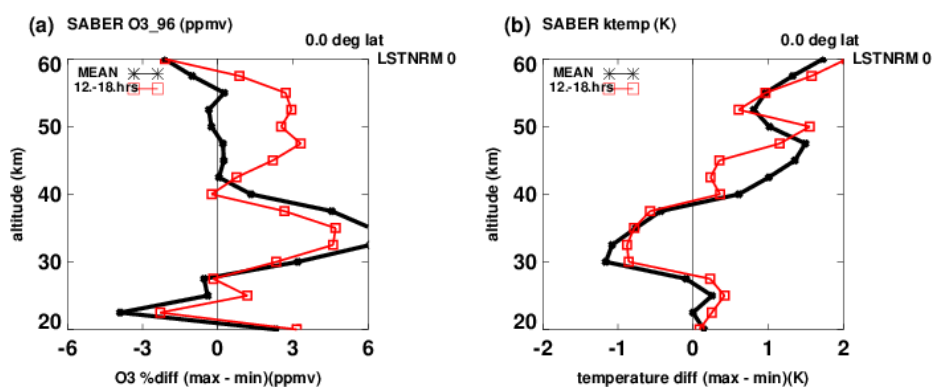 (a) SABER O3_96 (ppmv)
0.0 deg lat
LSTNRM 0
MEAN
12.-18.hrs
60
50
40
30
20
altitude (km)
-6 -3 0 3 6
O3 %diff (max - min)(ppmv)
(b) SABER ktemp (K)
0.0 deg lat
LSTNRM 0
MEAN
12.-18.hrs
60
50
40
30
20
altitude (km)
-2 -1 0 1 2
temperature diff (max - min)(K)